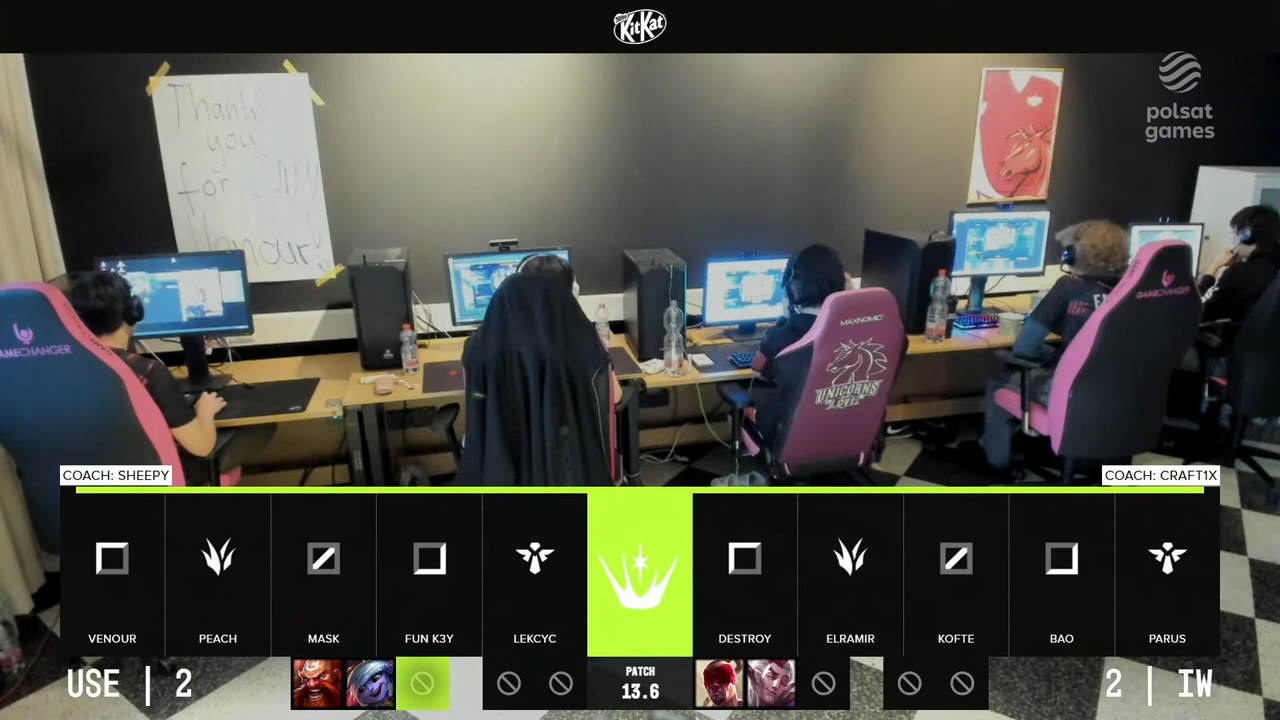 KitKat
polsat
games
Thank
you
for
Venour
GAMECHANGER
MAXNOMIC
UNICORNS
LOVE
GAMECHANGER
COACH: SHEEPY
COACH: CRAFT1X
VENOUR
PEACH
MASK
FUN K3Y
LEKCYC
DESTROY
ELRAMIR
KOFTE
BAO
PARUS
USE | 2
PATCH
13.6
2 | IW